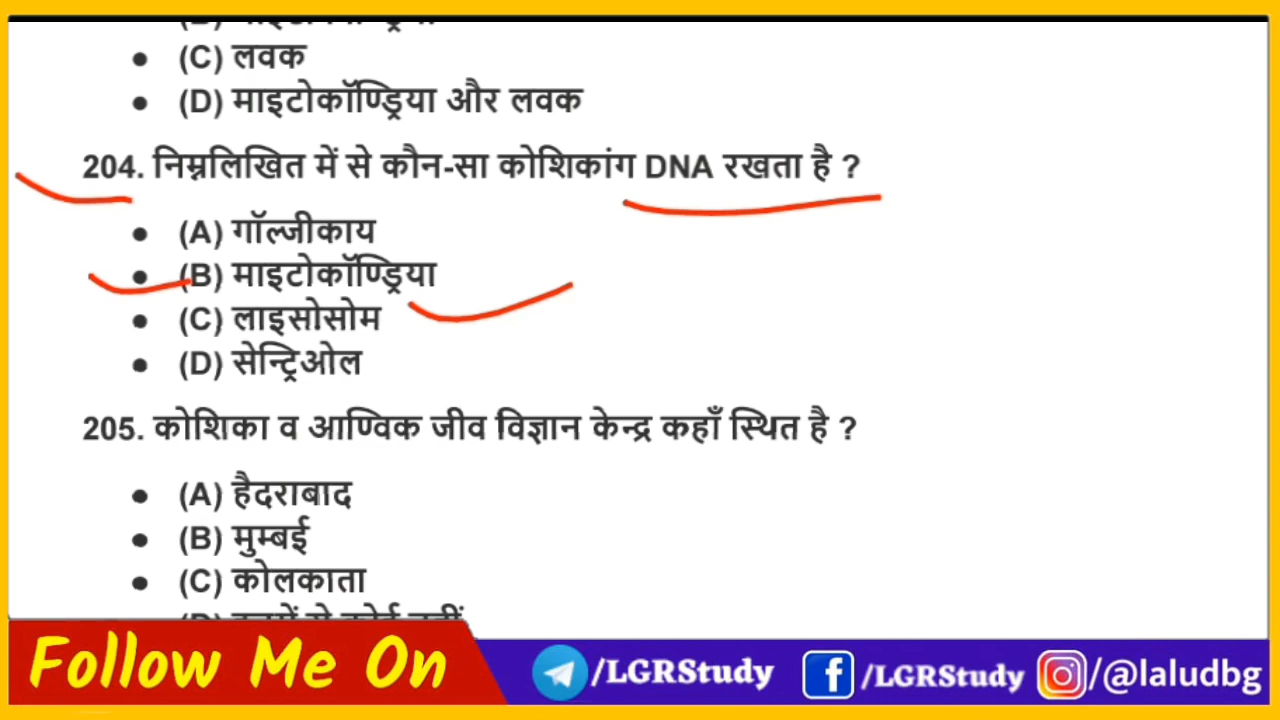 (C) लवक
(D) माइटोकॉण्ड्रिया और लवक
204. निम्नलिखित में से कौन-सा कोशिकांग DNA रखता है ?
(A) गॉल्जीकाय
(B) माइटोकॉण्ड्रिया
(C) लाइसोसोम
(D) सेन्ट्रिओल
205. कोशिका व आण्विक जीव विज्ञान केन्द्र कहाँ स्थित है ?
(A) हैदराबाद
(B) मुम्बई
(C) कोलकाता
Follow Me On /LGRStudy /LGRStudy /@laludbg